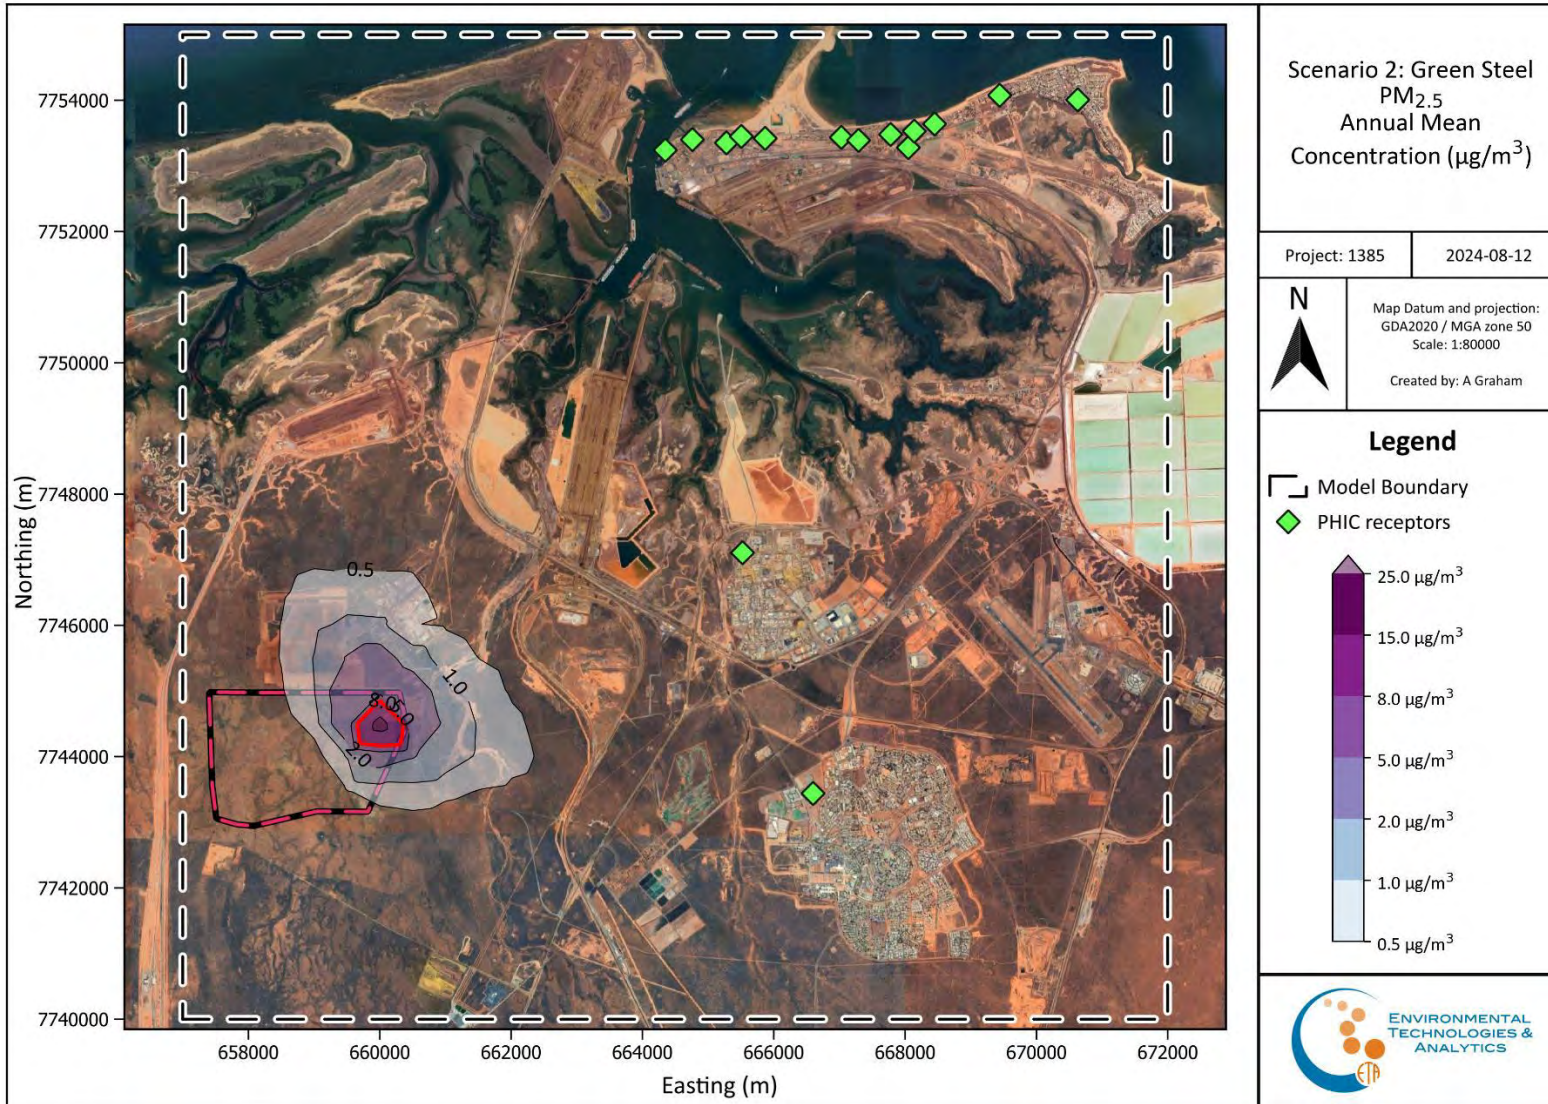 Scenario 2: Green Steel
PM2.5
Annual Mean
Concentration (µg/m³)
Project: 1385
2024-08-12
N
Map Datum and projection:
GDA2020 / MGA zone 50
Scale: 1:80000
Created by: A Graham
Legend
Model Boundary
PHIC receptors
25.0 µg/m³
15.0 µg/m³
8.0 µg/m³
5.0 µg/m³
2.0 µg/m³
1.0 µg/m³
0.5 µg/m³
ENVIRONMENTAL
TECHNOLOGIES &
ANALYTICS
ETA
Northing (m)
7754000
7752000
7750000
7748000
7746000
7744000
7742000
7740000
0.5
1.0
8.0
5.0
2.0
658000
660000
662000
664000
666000
668000
670000
672000
Easting (m)